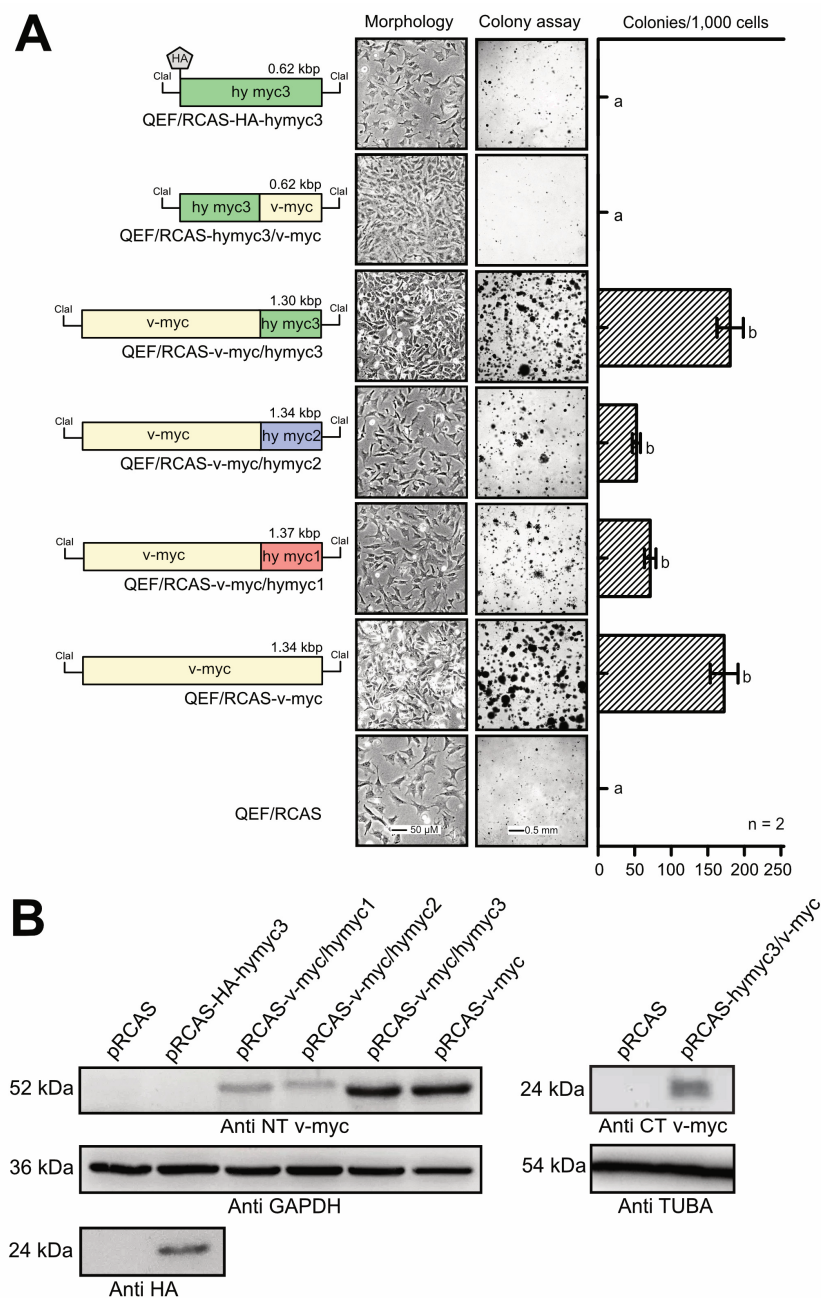 A
Morphology
Colony assay
Colonies/1,000 cells
HA
ClaI
0.62 kbp
ClaI
hy myc3
QEF/RCAS-HA-hymyc3
a
ClaI
0.62 kbp
ClaI
hy myc3
v-myc
QEF/RCAS-hymyc3/v-myc
a
ClaI
1.30 kbp
ClaI
v-myc
hy myc3
QEF/RCAS-v-myc/hymyc3
b
ClaI
1.34 kbp
ClaI
v-myc
hy myc2
QEF/RCAS-v-myc/hymyc2
b
ClaI
1.37 kbp
ClaI
v-myc
hy myc1
QEF/RCAS-v-myc/hymyc1
b
ClaI
1.34 kbp
ClaI
v-myc
QEF/RCAS-v-myc
b
QEF/RCAS
a
50 µM
0.5 mm
n = 2
0 50 100 150 200 250
B
pRCAS
pRCAS-HA-hymyc3
pRCAS-v-myc/hymyc1
pRCAS-v-myc/hymyc2
pRCAS-v-myc/hymyc3
pRCAS-v-myc
pRCAS
pRCAS-hymyc3/v-myc
52 kDa
Anti NT v-myc
24 kDa
Anti CT v-myc
36 kDa
Anti GAPDH
54 kDa
Anti TUBA
24 kDa
Anti HA